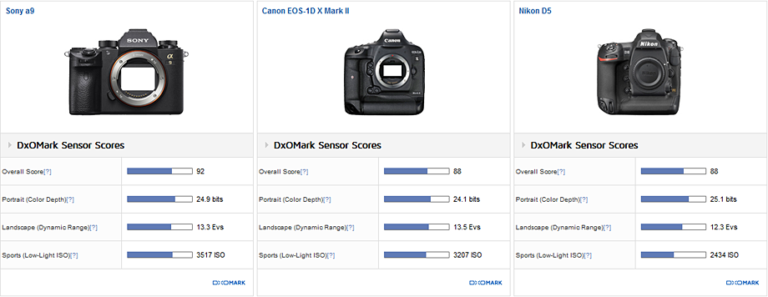 Sony a9
SONY
α
9
DxOMark Sensor Scores
Overall Score[?] 92
Portrait (Color Depth)[?] 24.9 bits
Landscape (Dynamic Range)[?] 13.3 Evs
Sports (Low-Light ISO)[?] 3517 ISO
DXOMARK
Canon EOS-1D X Mark II
Canon
DxOMark Sensor Scores
Overall Score[?] 88
Portrait (Color Depth)[?] 24.1 bits
Landscape (Dynamic Range)[?] 13.5 Evs
Sports (Low-Light ISO)[?] 3207 ISO
DXOMARK
Nikon D5
Nikon
DxOMark Sensor Scores
Overall Score[?] 88
Portrait (Color Depth)[?] 25.1 bits
Landscape (Dynamic Range)[?] 12.3 Evs
Sports (Low-Light ISO)[?] 2434 ISO
DXOMARK